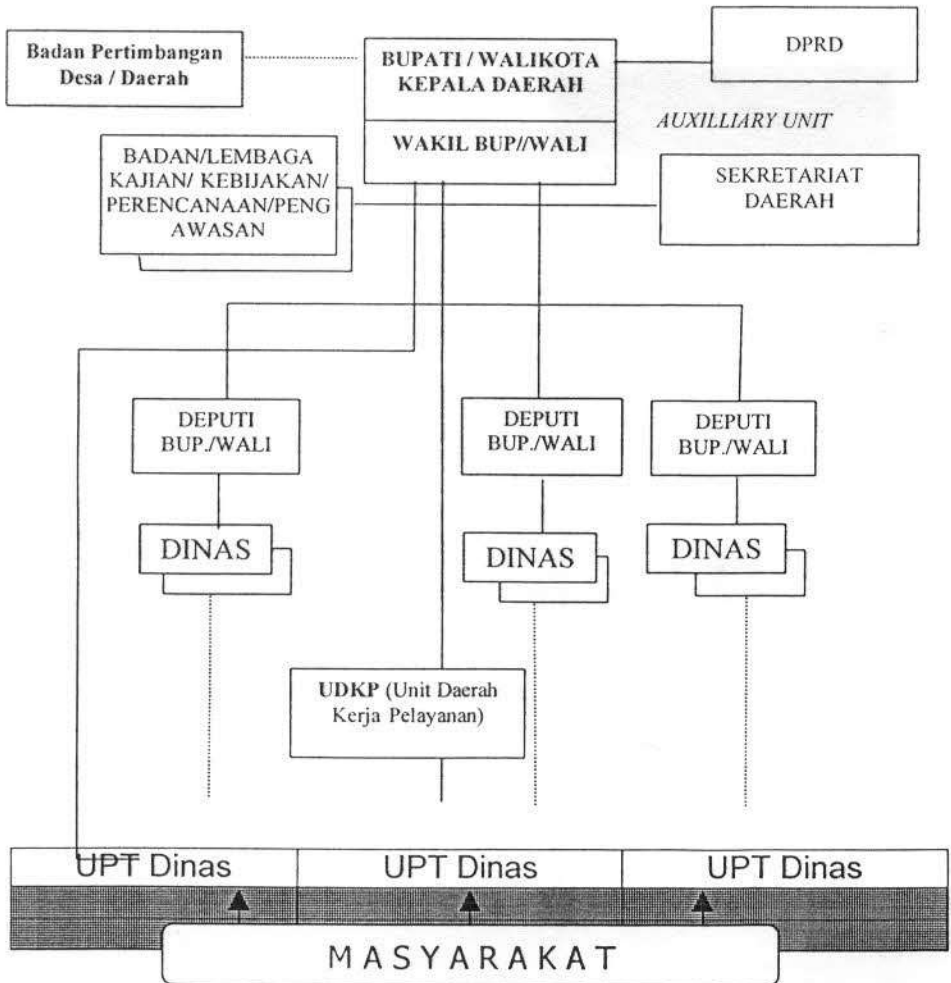 Badan Pertimbangan
Desa / Daerah
BUPATI / WALIKOTA
KEPALA DAERAH
DPRD
WAKIL BUP//WALI
AUXILLIARY UNIT
BADAN/LEMBAGA
KAJIAN/ KEBIJAKAN/
PERENCANAAN/PENG
AWASAN
SEKRETARIAT
DAERAH
DEPUTI
BUP./WALI
DEPUTI
BUP./WALI
DEPUTI
BUP./WALI
DINAS
DINAS
DINAS
UDKP (Unit Daerah
Kerja Pelayanan)
UPT Dinas
UPT Dinas
UPT Dinas
MASYARAKAT